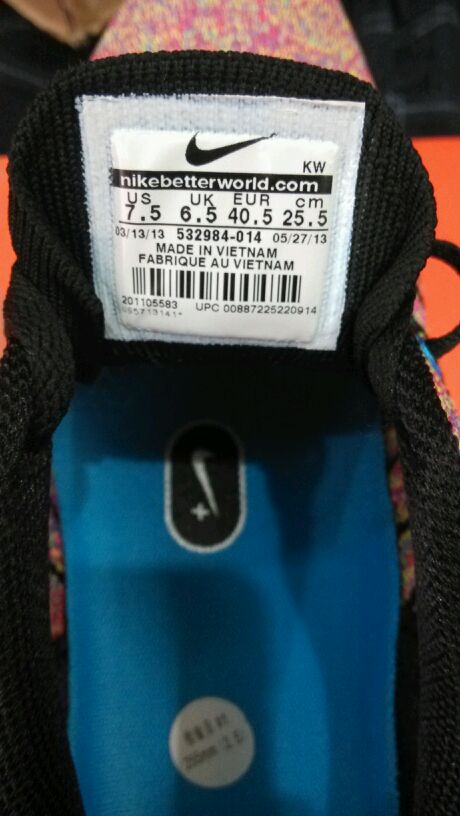 KW
nikebetterworld.com
US UK EUR cm
7.5 6.5 40.5 25.5
03/13/13 532984-014 05/27/13
MADE IN VIETNAM
FABRIQUE AU VIETNAM
201105583 UPC 00887225220914